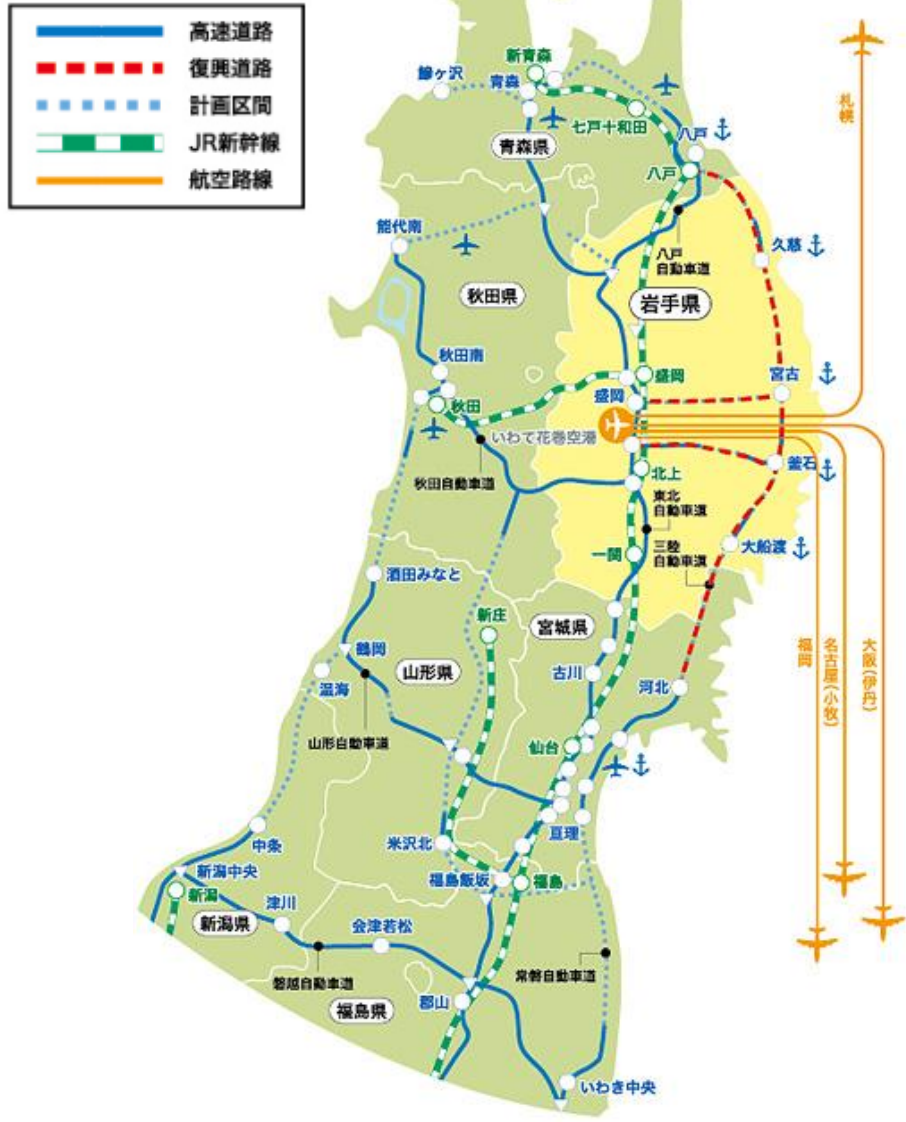 高速道路
復興道路
計画区間
JR新幹線
航空路線
札幌
新青森
鰺ヶ沢
青森
七戸十和田
八戸
青森県
八戸
能代南
八戸
自動車道
久慈
秋田県
岩手県
秋田南
盛岡
宮古
盛岡
秋田
いわて花巻空港
釜石
北上
秋田自動車道
東北
自動車道
一関
三陸
自動車道
大船渡
酒田みなと
新庄
宮城県
鶴岡
山形県
温海
古川
河北
福岡
名古屋(小牧)
大阪(伊丹)
山形自動車道
仙台
中条
米沢北
亘理
新潟中央
福島飯坂
福島
新潟
津川
新潟県
会津若松
磐越自動車道
常磐自動車道
郡山
福島県
いわき中央